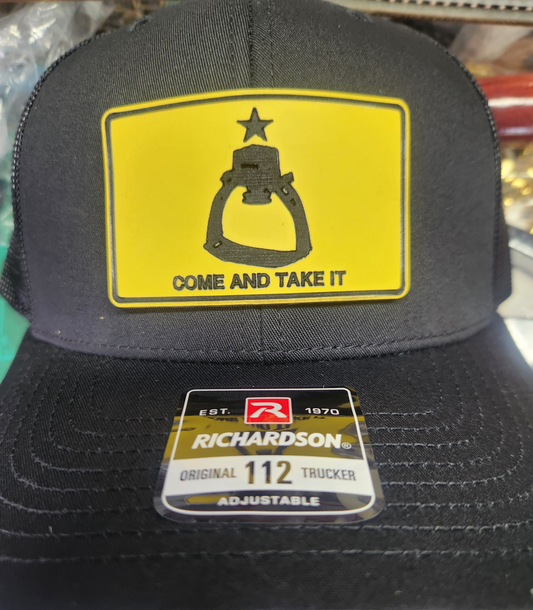 COME AND TAKE IT
EST. R 1970
RICHARDSON®
ORIGINAL 112 TRUCKER
ADJUSTABLE